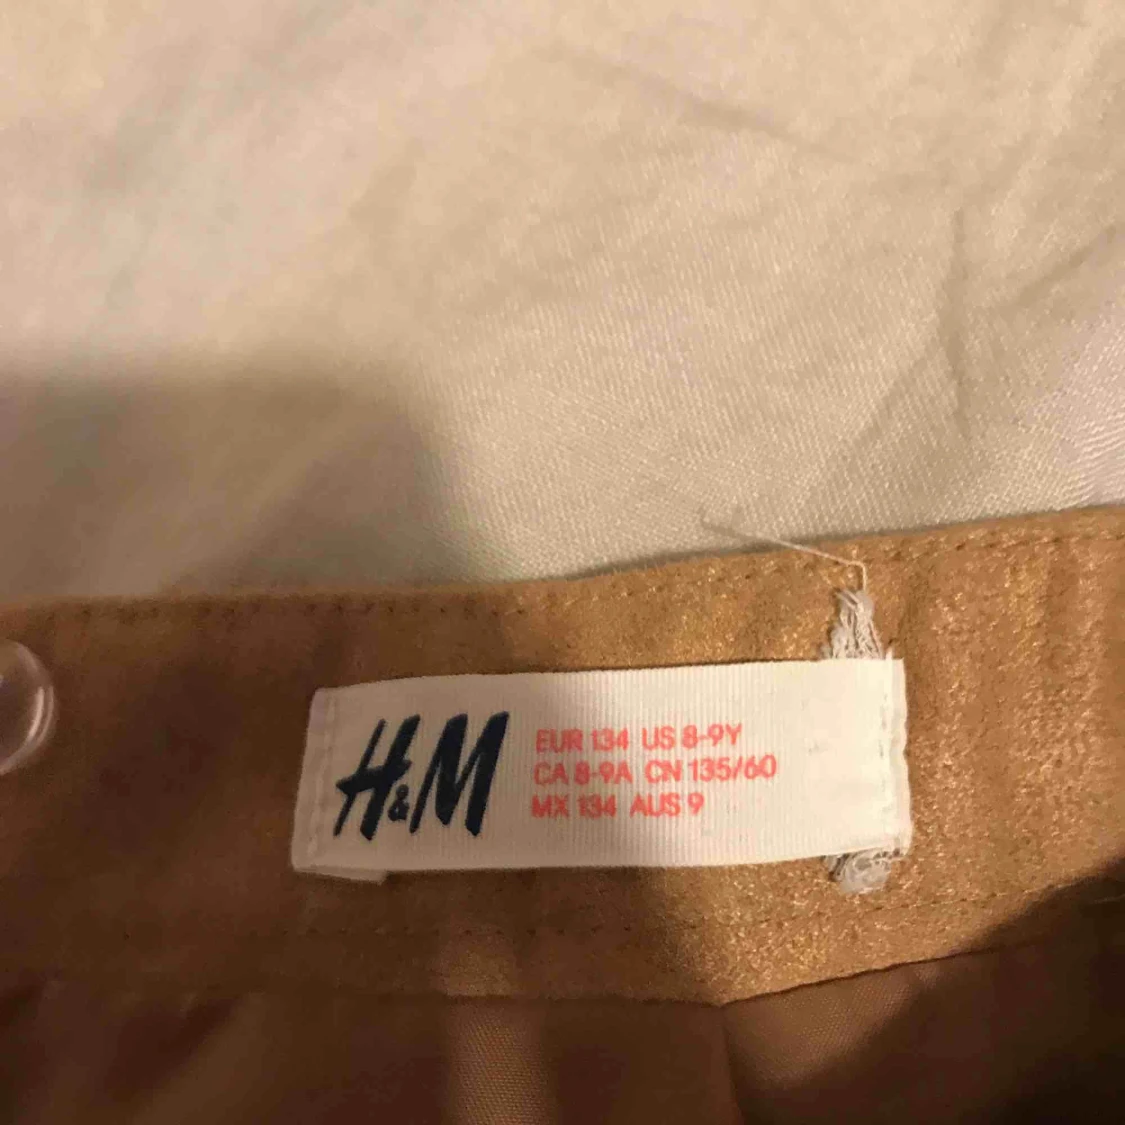 H&M
EUR 134 US 8-9Y
CA 8-9A CN 135/60
MX 134 AUS 9